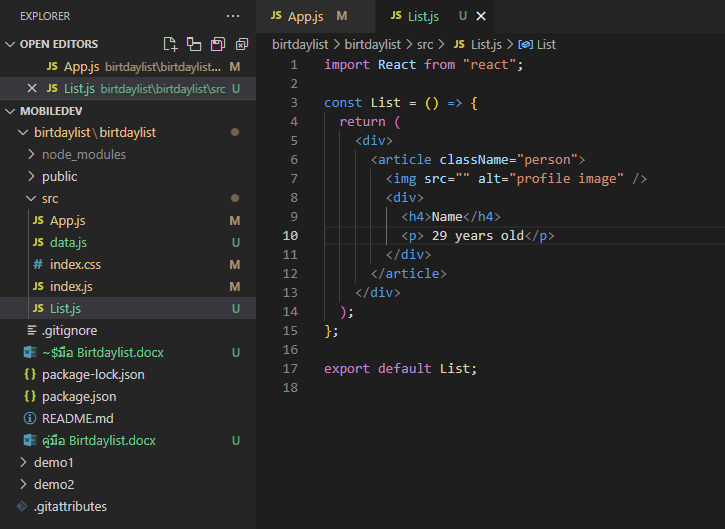 EXPLORER
OPEN EDITORS
JS App.js birtdaylist\birtdaylist... M
JS List.js birtdaylist\birtdaylist\src U
MOBILEDEV
birtdaylist\birtdaylist
node_modules
public
src
JS App.js M
JS data.js U
# index.css M
JS index.js M
JS List.js U
.gitignore
~$มือ Birtdaylist.docx U
{} package-lock.json
{} package.json
README.md
คู่มือ Birtdaylist.docx U
demo1
demo2
.gitattributes
JS App.js M JS List.js U
birtdaylist > birtdaylist > src > JS List.js > List
1 import React from "react";
2
3 const List = () => {
4 return (
5 <div>
6 <article className="person">
7 <img src="" alt="profile image" />
8 <div>
9 <h4>Name</h4>
10 <p> 29 years old</p>
11 </div>
12 </article>
13 </div>
14 );
15 };
16
17 export default List;
18